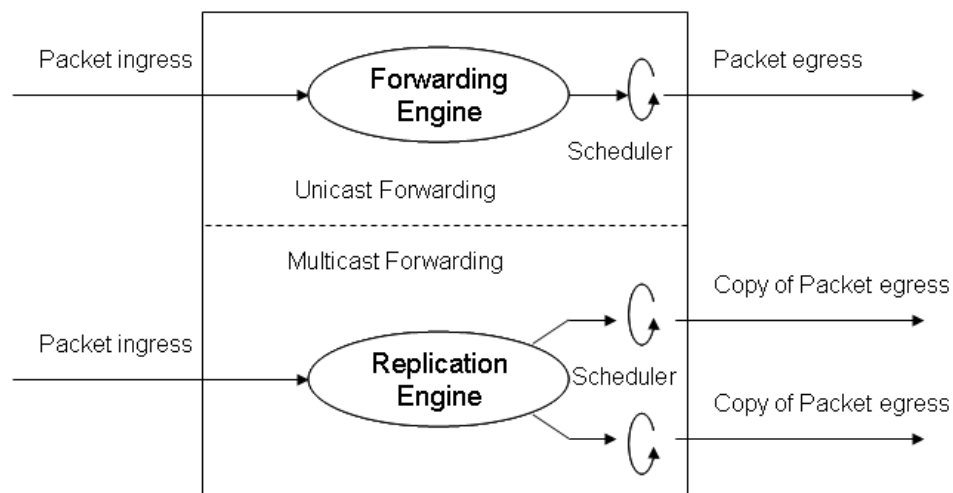 Packet ingress
Forwarding
Engine
Packet egress
Scheduler
Unicast Forwarding
Multicast Forwarding
Copy of Packet egress
Packet ingress
Replication
Engine
Scheduler
Copy of Packet egress